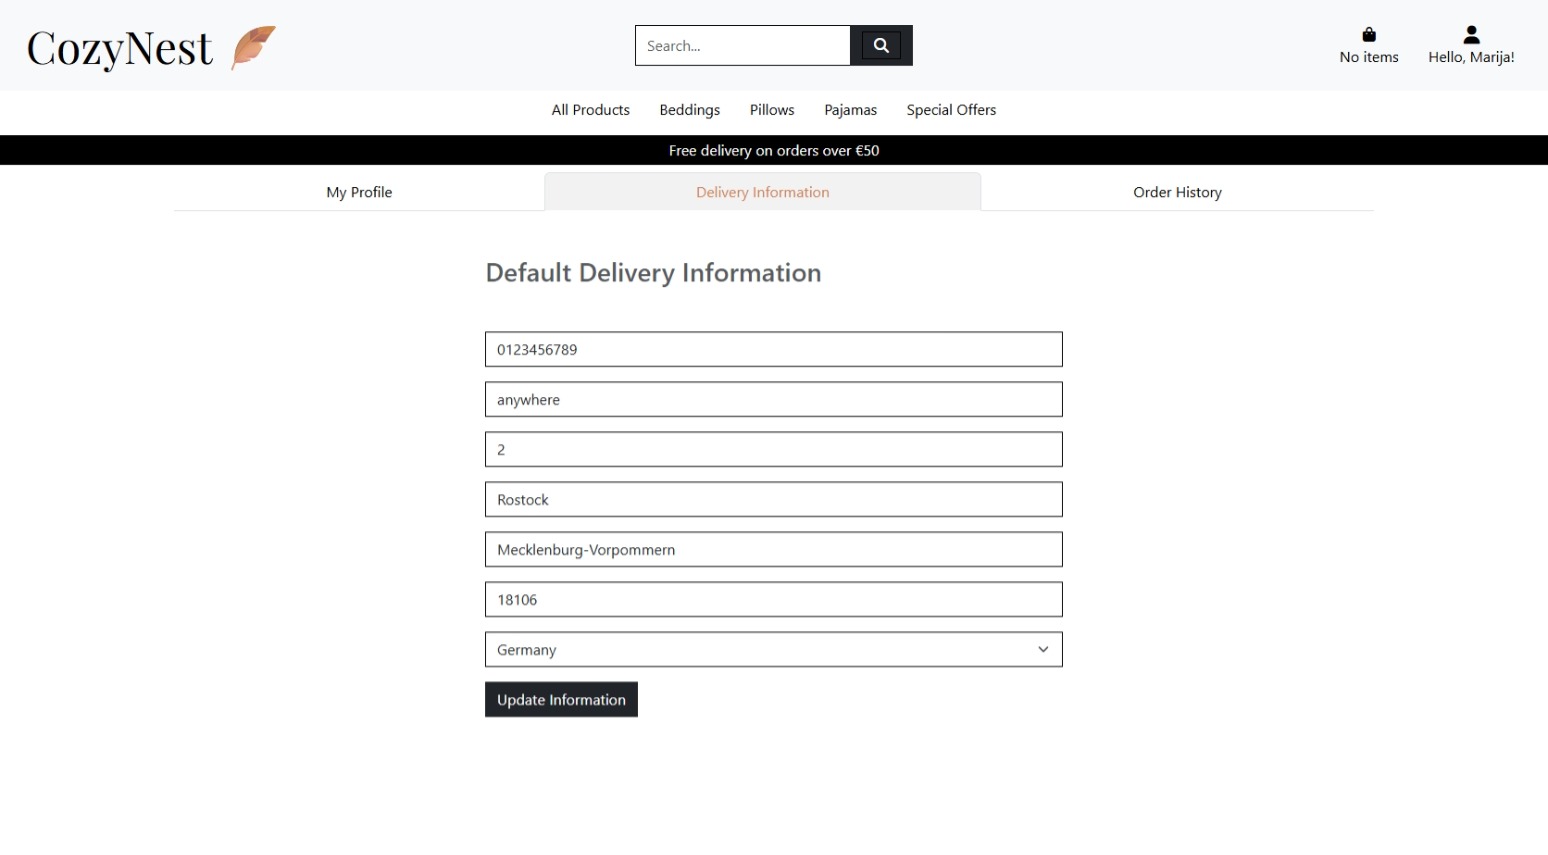 CozyNest
Search...
No items
Hello, Marija!
All Products Beddings Pillows Pajamas Special Offers
Free delivery on orders over €50
My Profile Delivery Information Order History
Default Delivery Information
0123456789
anywhere
2
Rostock
Mecklenburg-Vorpommern
18106
Germany
Update Information